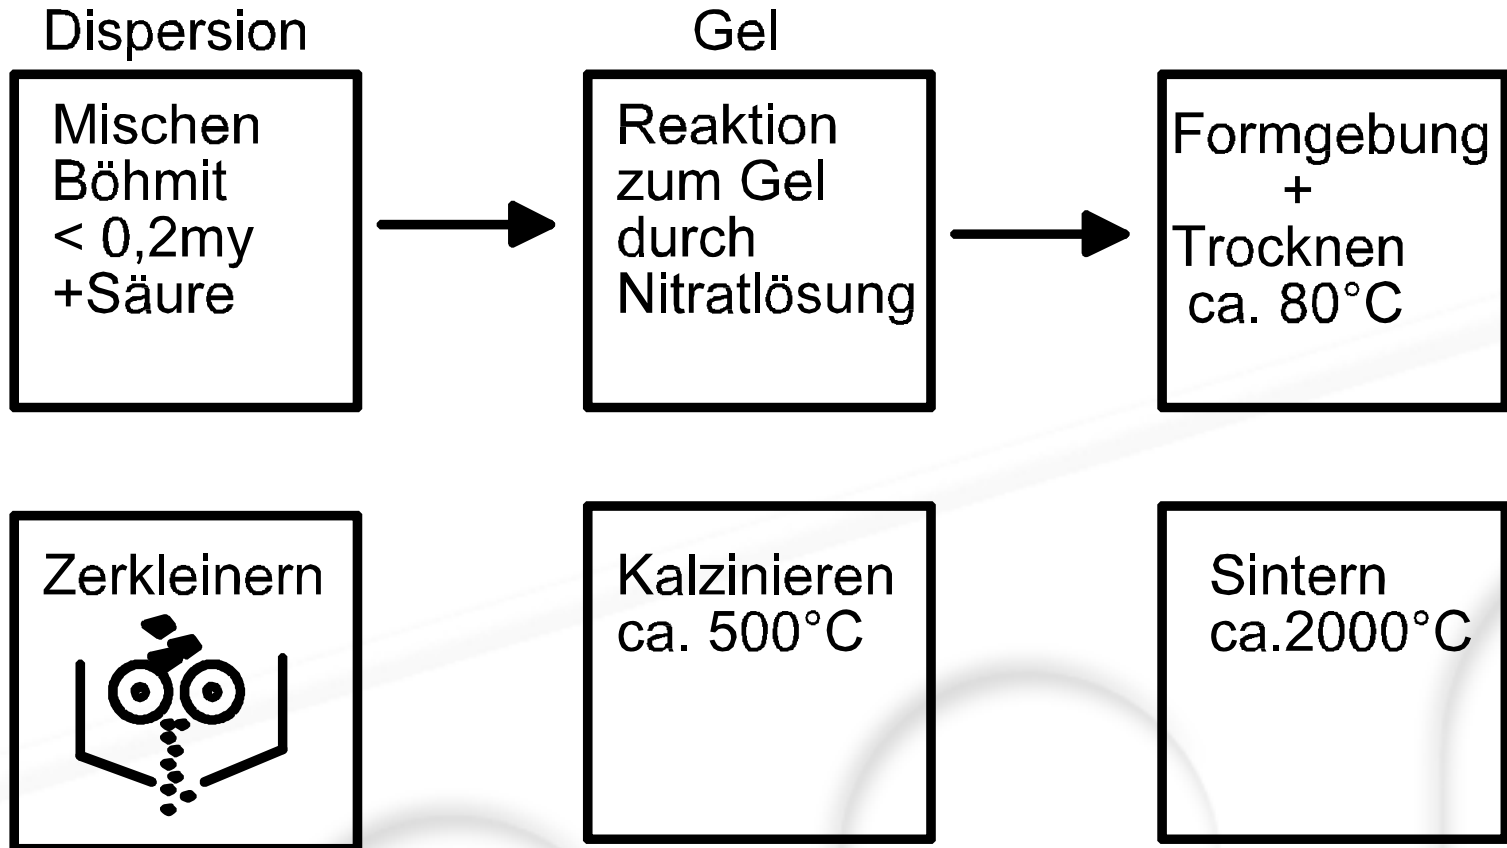 Dispersion
Gel
Mischen
Böhmit
< 0,2my
+Säure
Reaktion
zum Gel
durch
Nitratlösung
Formgebung
+
Trocknen
ca. 80°C
Zerkleinern
Kalzinieren
ca. 500°C
Sintern
ca.2000°C